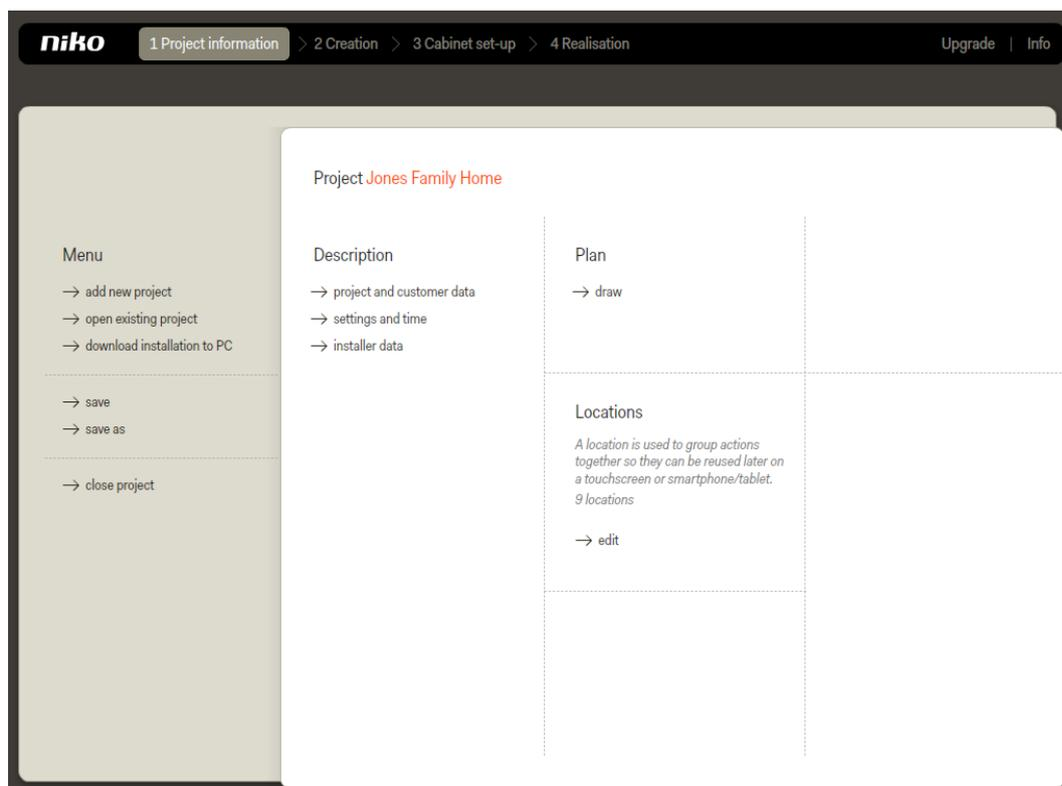 niko
1 Project information
2 Creation
3 Cabinet set-up
4 Realisation
Upgrade | Info
Project Jones Family Home
Menu
add new project
open existing project
download installation to PC
save
save as
close project
Description
project and customer data
settings and time
installer data
Plan
draw
Locations
A location is used to group actions
together so they can be reused later on
a touchscreen or smartphone/tablet.
9 locations
edit